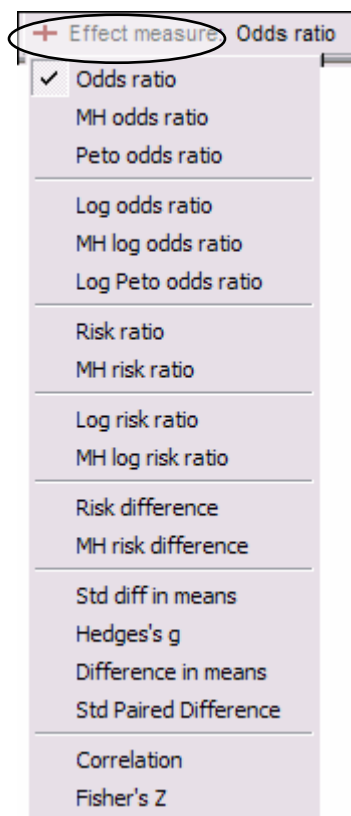 Effect measure: Odds ratio
Odds ratio
MH odds ratio
Peto odds ratio
Log odds ratio
MH log odds ratio
Log Peto odds ratio
Risk ratio
MH risk ratio
Log risk ratio
MH log risk ratio
Risk difference
MH risk difference
Std diff in means
Hedges's g
Difference in means
Std Paired Difference
Correlation
Fisher's Z